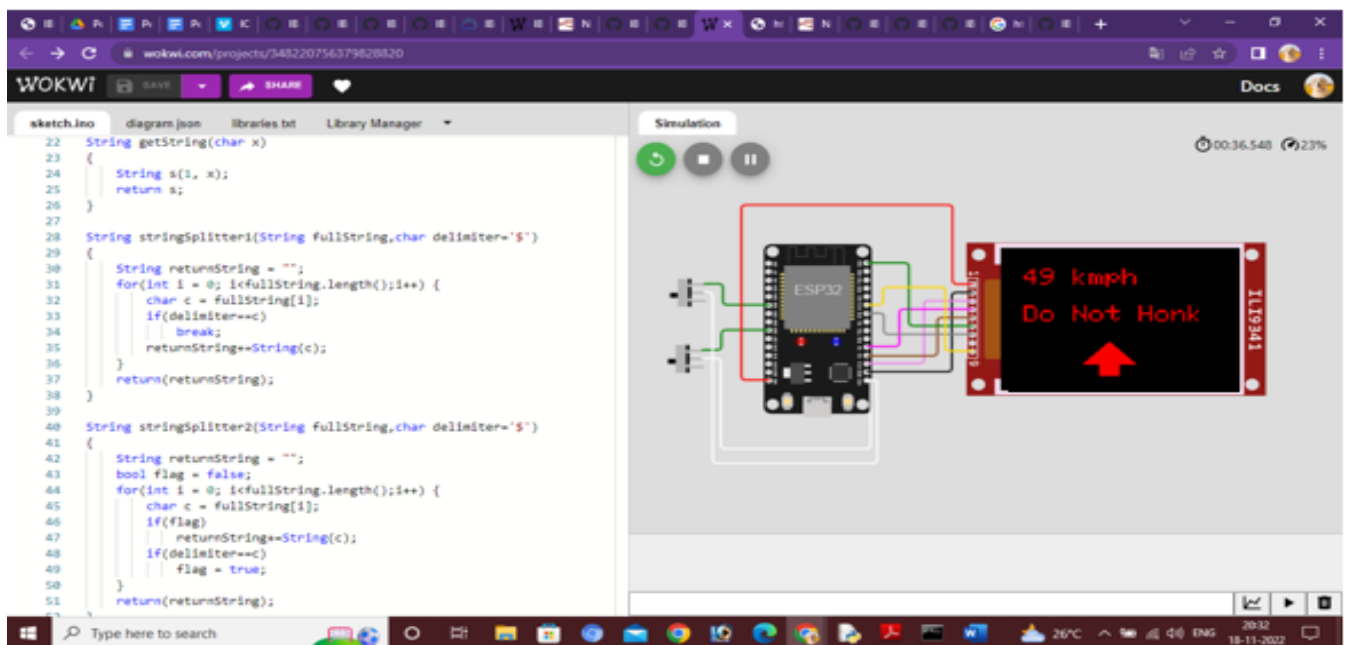 wokwi.com/projects/348220756379828820
WOKWI SAVE SHARE Docs
sketch.ino diagram.json libraries.txt Library Manager
22 String getString(char x)
23 {
24 String s(1, x);
25 return s;
26 }
27
28 String stringSplitter1(String fullString,char delimiter='$')
29 {
30 String returnString = "";
31 for(int i = 0; i<fullString.length();i++) {
32 char c = fullString[i];
33 if(delimiter==c)
34 break;
35 returnString+=String(c);
36 }
37 return(returnString);
38 }
39
40 String stringSplitter2(String fullString,char delimiter='$')
41 {
42 String returnString = "";
43 bool flag = false;
44 for(int i = 0; i<fullString.length();i++) {
45 char c = fullString[i];
46 if(flag)
47 returnString+=String(c);
48 if(delimiter==c)
49 flag = true;
50 }
51 return(returnString);
Simulation
00:36.548 23%
ESP32
49 kmph
Do Not Honk
ILI9341
Type here to search
26°C ENG 20:32
18-11-2022